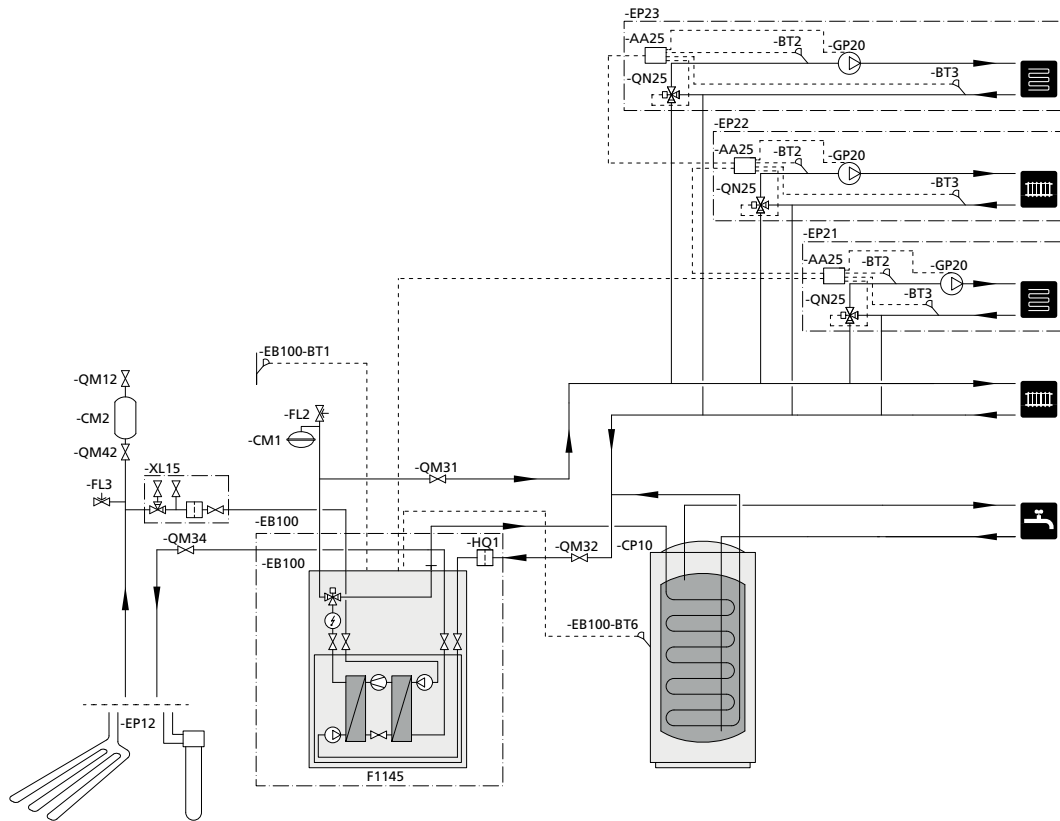 -EP23
-AA25
-BT2
-GP20
-QN25
-BT3
-EP22
-AA25
-BT2
-GP20
-QN25
-BT3
-EP21
-AA25
-BT2
-GP20
-QN25
-BT3
-EB100-BT1
-QM12
-CM2
-QM42
-FL2
-CM1
-XL15
-FL3
-QM31
-EB100
-QM34
-EB100
-HQ1
-QM32
-CP10
-EB100-BT6
-EP12
F1145